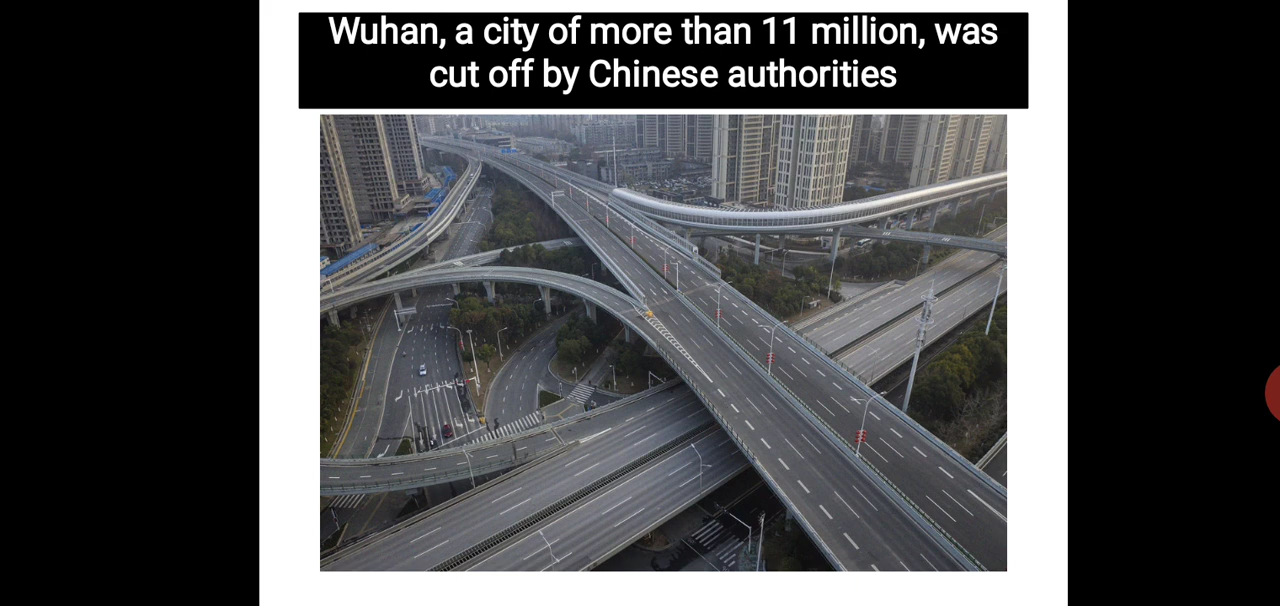 Wuhan, a city of more than 11 million, was
cut off by Chinese authorities